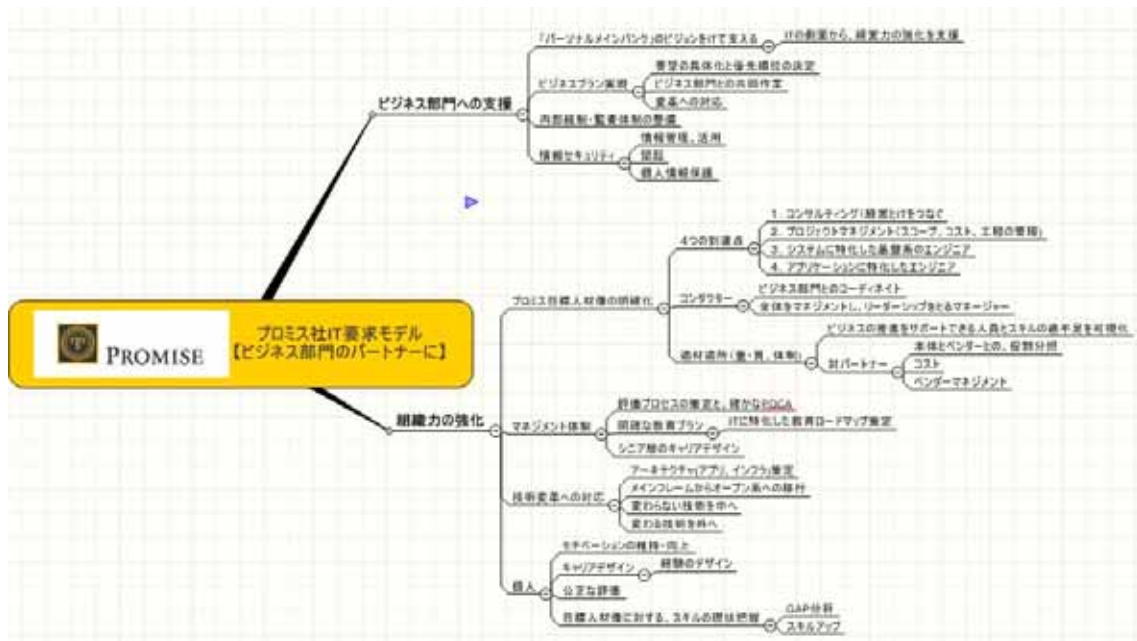 「パーソナルメインバンク」のビジョンをITで支える
ITの側面から、経営力の強化を支援
ビジネスプラン実現
要望の具体化と優先順位の決定
ビジネス部門との共同作業
変革への対応
ビジネス部門への支援
内部統制・監査体制の整備
情報セキュリティ
情報管理、活用
個人情報保護
プロミス社IT要求モデル
【ビジネス部門のパートナーに】
PROMISE
組織力の強化
プロミス目標人材像の明確化
4つの到達点
1. コンサルティング(経営とITをつなぐ
2. プロジェクトマネジメント(スコープ、コスト、工程の管理)
3. システムに特化した基盤系のエンジニア
4. アプリケーションに特化したエンジニア
コンダクター
ビジネス部門とのコーディネイト
全体をマネジメントし、リーダーシップをとるマネージャー
適材適所(量・質、体制)
ビジネスの推進をサポートできる人員とスキルの過不足を可視化
対パートナー
本体とベンダーとの、役割分担
コスト
ベンダーマネジメント
マネジメント体制
評価プロセスの策定と、確かなPDCA
明確な教育プラン
ITに特化した教育ロードマップ策定
シニア層のキャリアデザイン
技術変革への対応
アーキテクチャ(アプリ、インフラ)策定
メインフレームからオープン系への移行
変わらない技術を中へ
変わる技術を外へ
個人
モチベーションの維持・向上
キャリアデザイン
経験のデザイン
公正な評価
目標人材像に対する、スキルの現状把握
GAP分析
スキルアップ